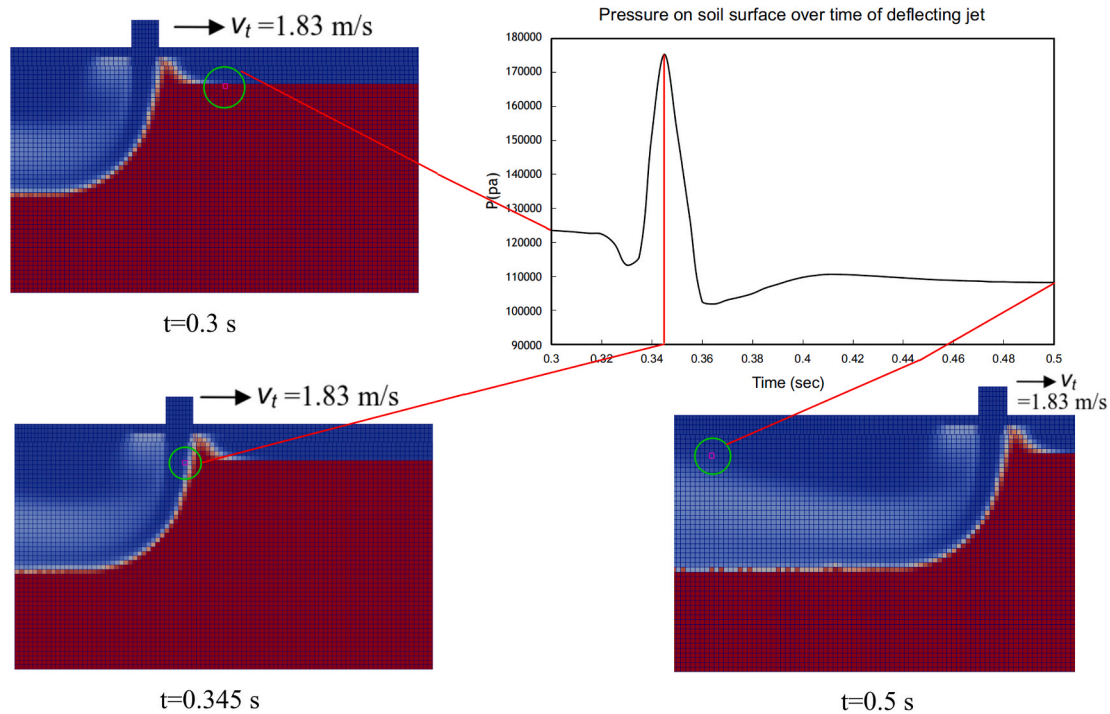 v_t =1.83 m/s
t=0.3 s
Pressure on soil surface over time of deflecting jet
180000
170000
160000
150000
140000
130000
120000
110000
100000
90000
P(pa)
0.3 0.32 0.34 0.36 0.38 0.4 0.42 0.44 0.46 0.48 0.5
Time (sec)
v_t =1.83 m/s
t=0.345 s
v_t
=1.83 m/s
t=0.5 s